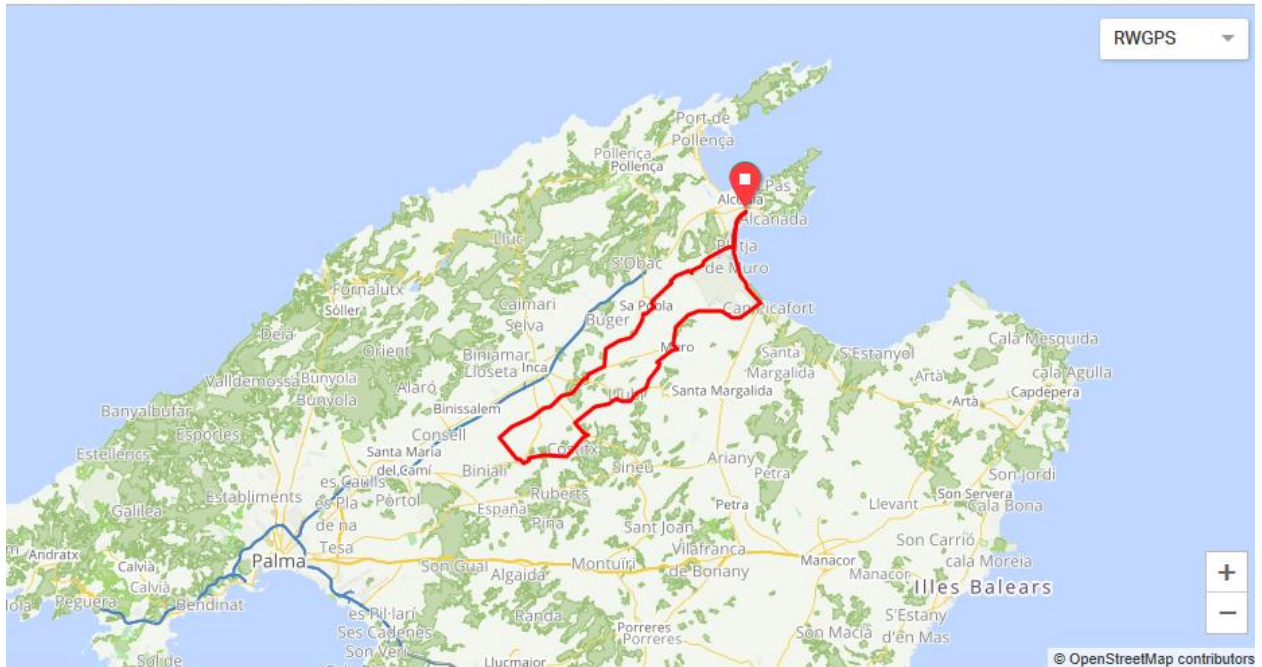 RWGPS
Port de
Pollença
Pollença
Pollença
Pas
Alcúdia
Alcanada
Lluc
S'Obac
Platja
de Muro
Fornalutx
Sóller
Caimari
Selva
Sa Pobla
Búger
Can Picafort
Deià
Orient
Biniamar
Lloseta
Inca
Muro
Santa
Margalida
S'Estanyol
Cala Mesquida
cala Agulla
Artà
Artà
Capdepera
Valldemossa
Bunyola
Bunyola
Alaró
Llubí
Santa Margalida
Banyalbufar
Esporles
Estellencs
Binissalem
Consell
Santa María
del Camí
Biniali
Costitx
Sineu
Ariany
Petra
Son Jordi
Establiments
es Caülls
Pòrtol
Ruberts
Petra
Llevant
Son Servera
Cala Bona
Galilea
es Pla
de na
Tesa
España
Pina
Sant Joan
Son Carrió
cala Moreia
Andratx
Calvià
Calvià
Palma
Son Gual
Algaida
Montuïri
Vilafranca
de Bonany
Manacor
Manacor
Illes Balears
Peguera
Bendinat
es Pil·larí
Ses Cadenes
Son Verí
Randa
Porreres
Porreres
Son Macià
S'Estany
d'en Mas
Sol de
Llucmajor
+
−
© OpenStreetMap contributors